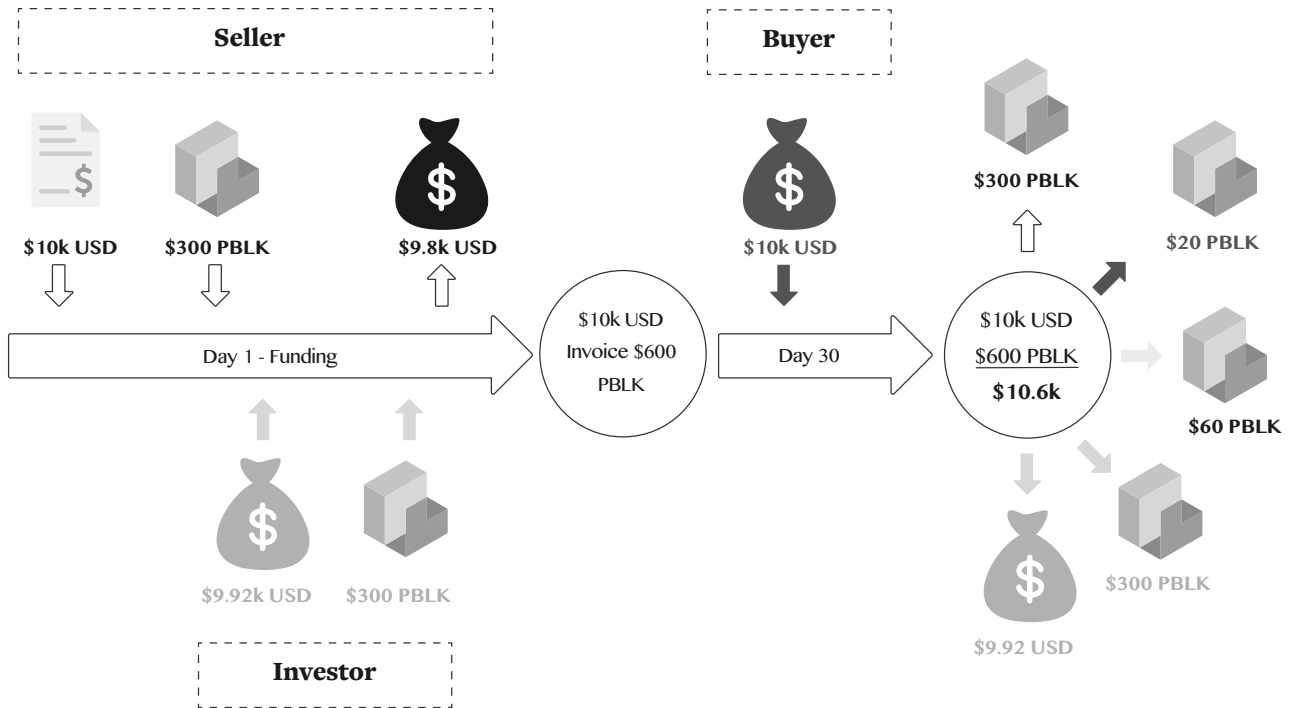 Seller
Buyer
$10k USD
$300 PBLK
$9.8k USD
$10k USD
$300 PBLK
$20 PBLK
Day 1 - Funding
$10k USD
Invoice $600
PBLK
Day 30
$10k USD
$600 PBLK
$10.6k
$60 PBLK
$9.92k USD
$300 PBLK
$300 PBLK
$9.92 USD
Investor